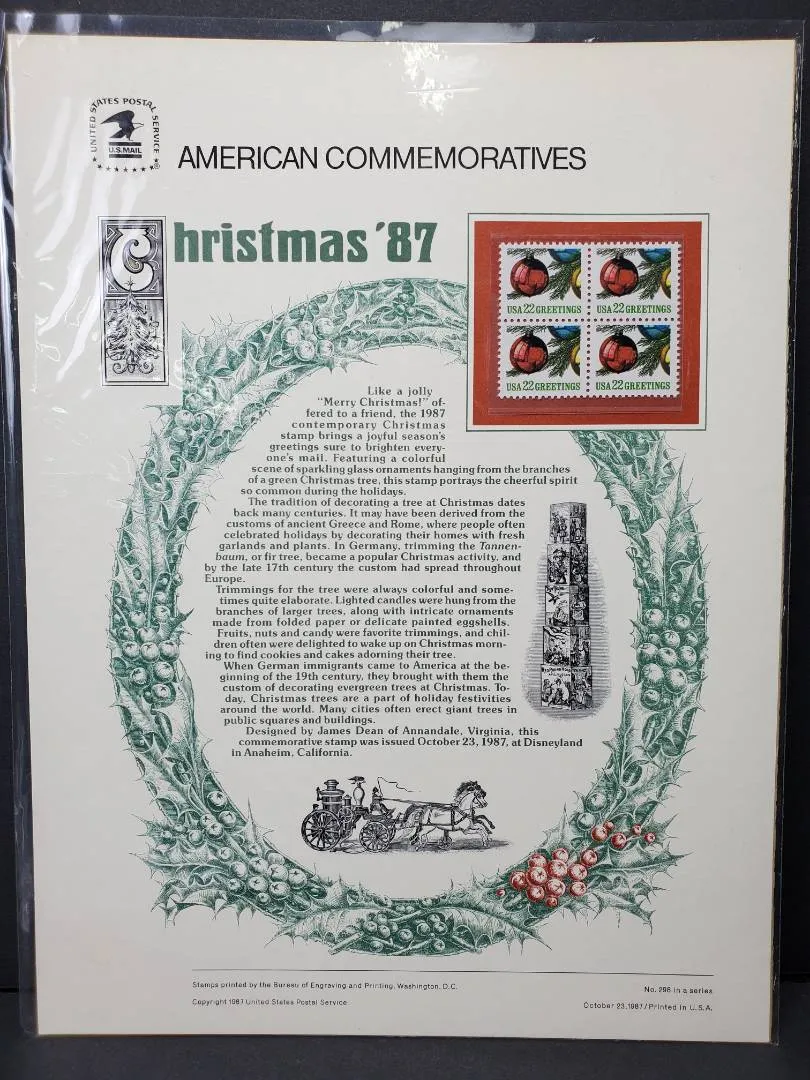 UNITED STATES POSTAL SERVICE
U.S.MAIL
®
AMERICAN COMMEMORATIVES
Christmas '87
USA 22 GREETINGS
USA 22 GREETINGS
USA 22 GREETINGS
USA 22 GREETINGS
Like a jolly
"Merry Christmas!" of-
fered to a friend, the 1987
contemporary Christmas
stamp brings a joyful season's
greetings sure to brighten every-
one's mail. Featuring a colorful
scene of sparkling glass ornaments hanging from the branches
of a green Christmas tree, this stamp portrays the cheerful spirit
so common during the holidays.
The tradition of decorating a tree at Christmas dates
back many centuries. It may have been derived from the
customs of ancient Greece and Rome, where people often
celebrated holidays by decorating their homes with fresh
garlands and plants. In Germany, trimming the Tannen-
baum, or fir tree, became a popular Christmas activity, and
by the late 17th century the custom had spread throughout
Europe.
Trimmings for the tree were always colorful and some-
times quite elaborate. Lighted candles were hung from the
branches of larger trees, along with intricate ornaments
made from folded paper or delicate painted eggshells.
Fruits, nuts and candy were favorite trimmings, and chil-
dren often were delighted to wake up on Christmas morn-
ing to find cookies and cakes adorning their tree.
When German immigrants came to America at the be-
ginning of the 19th century, they brought with them the
custom of decorating evergreen trees at Christmas. To-
day, Christmas trees are a part of holiday festivities
around the world. Many cities often erect giant trees in
public squares and buildings.
Designed by James Dean of Annandale, Virginia, this
commemorative stamp was issued October 23, 1987, at Disneyland
in Anaheim, California.
Stamps printed by the Bureau of Engraving and Printing, Washington, D.C.
Copyright 1987 United States Postal Service
No. 298 in a series
October 23, 1987/Printed in U.S.A.